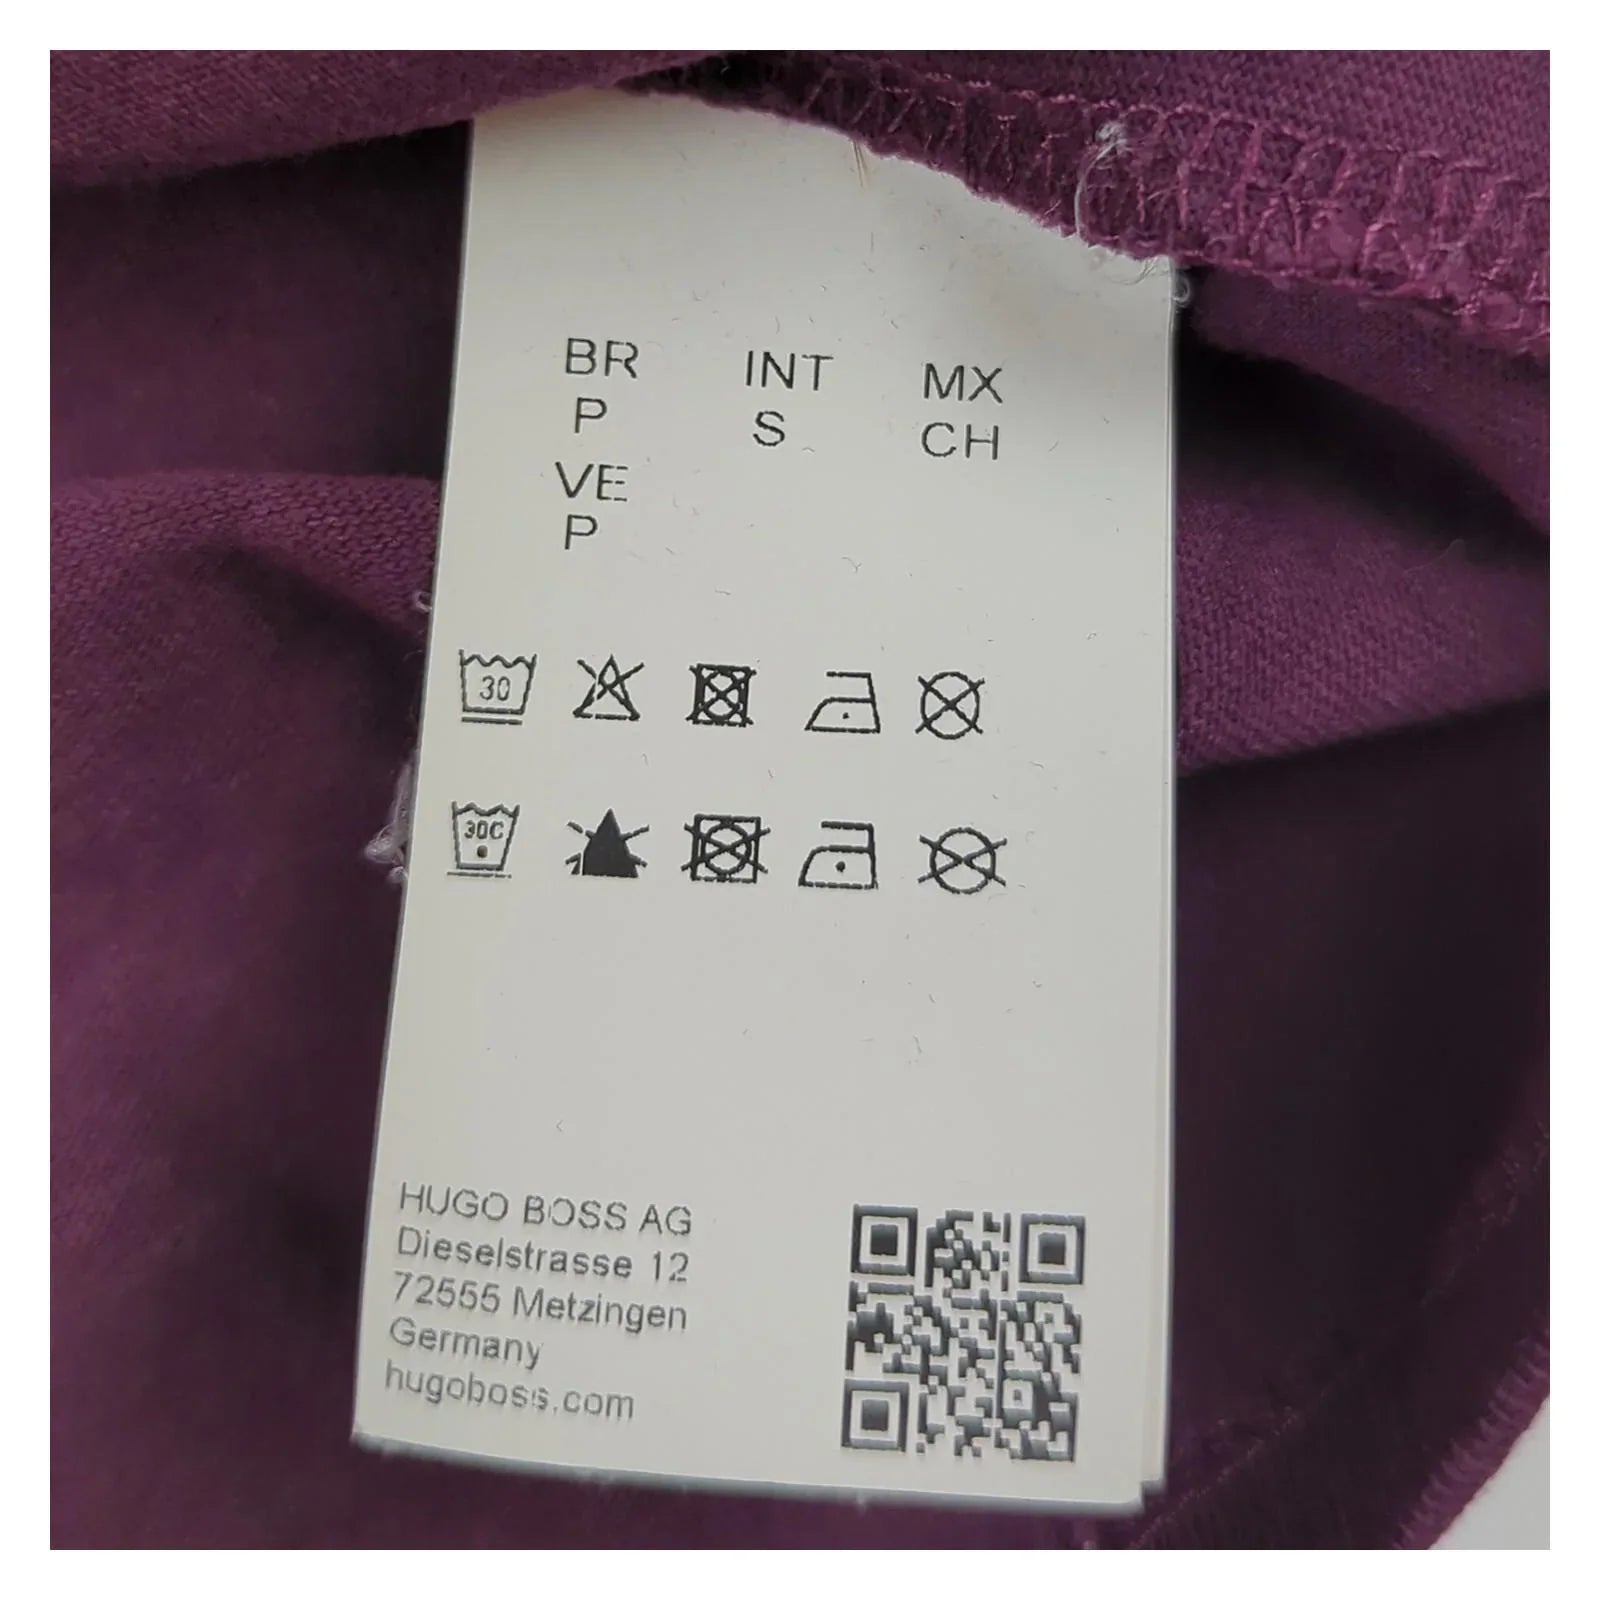 BR INT MX
P S CH
VE
P
30
30C
HUGO BOSS AG
Dieselstrasse 12
72555 Metzingen
Germany
hugoboss.com